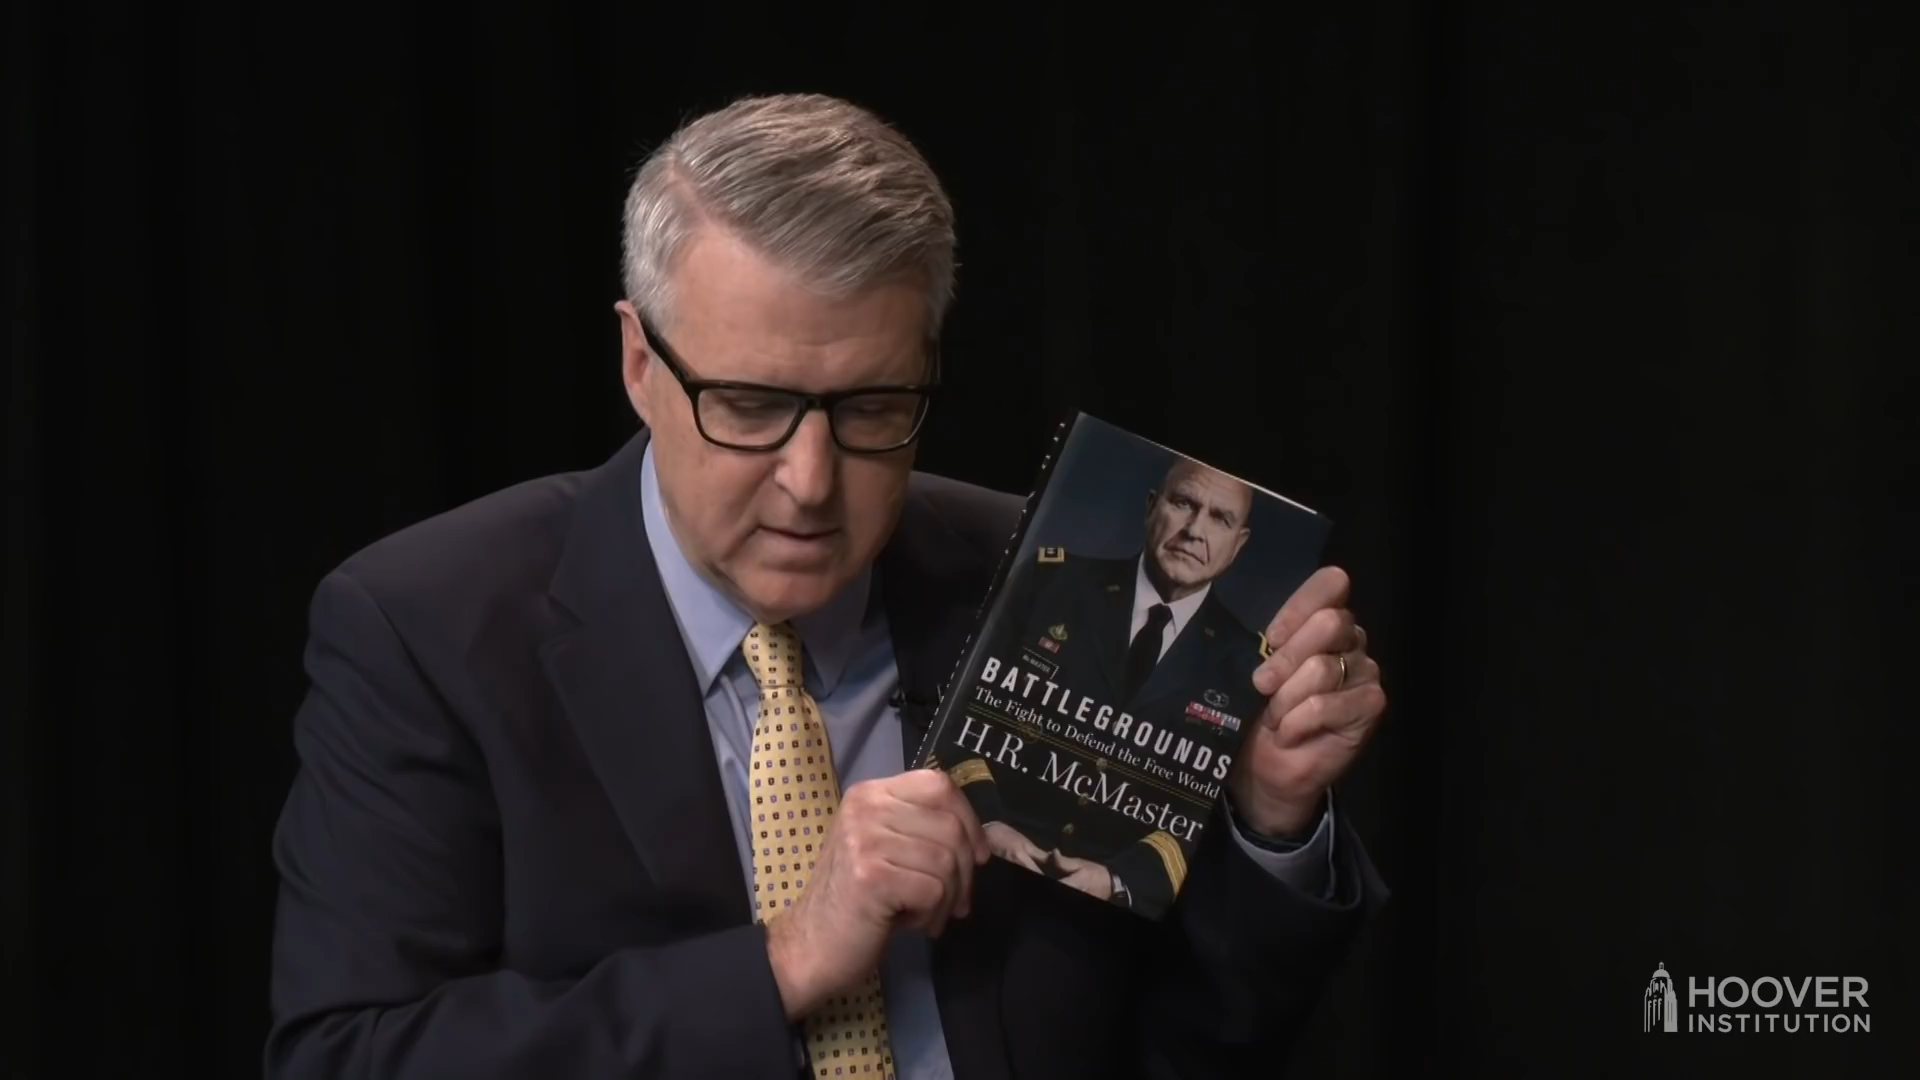 BATTLEGROUNDS
The Fight to Defend the Free World
H.R. McMaster
HOOVER
INSTITUTION